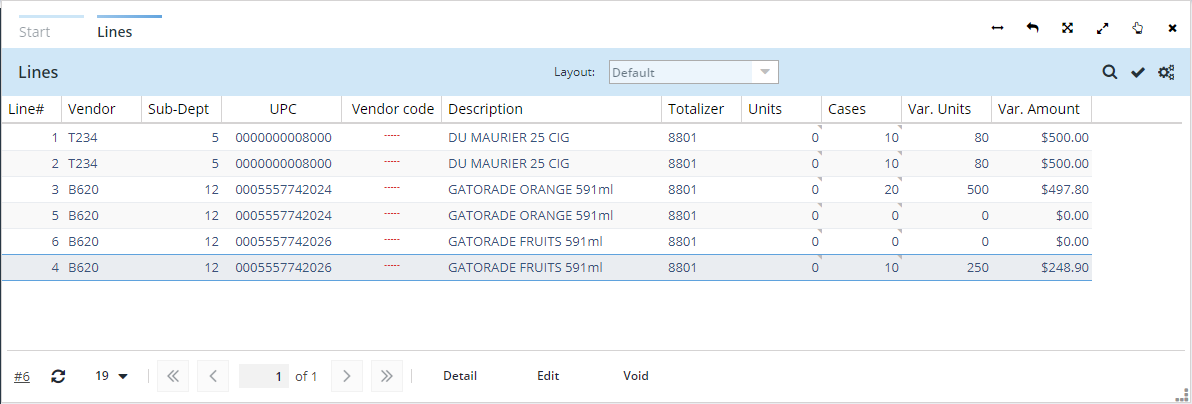 Start Lines
Lines Layout: Default
Line# Vendor Sub-Dept UPC Vendor code Description Totalizer Units Cases Var. Units Var. Amount
1 T234 5 0000000008000 ----- DU MAURIER 25 CIG 8801 0 10 80 $500.00
2 T234 5 0000000008000 ----- DU MAURIER 25 CIG 8801 0 10 80 $500.00
3 B620 12 0005557742024 ----- GATORADE ORANGE 591ml 8801 0 20 500 $497.80
5 B620 12 0005557742024 ----- GATORADE ORANGE 591ml 8801 0 0 0 $0.00
6 B620 12 0005557742026 ----- GATORADE FRUITS 591ml 8801 0 0 0 $0.00
4 B620 12 0005557742026 ----- GATORADE FRUITS 591ml 8801 0 10 250 $248.90
#6 19 1 of 1 Detail Edit Void